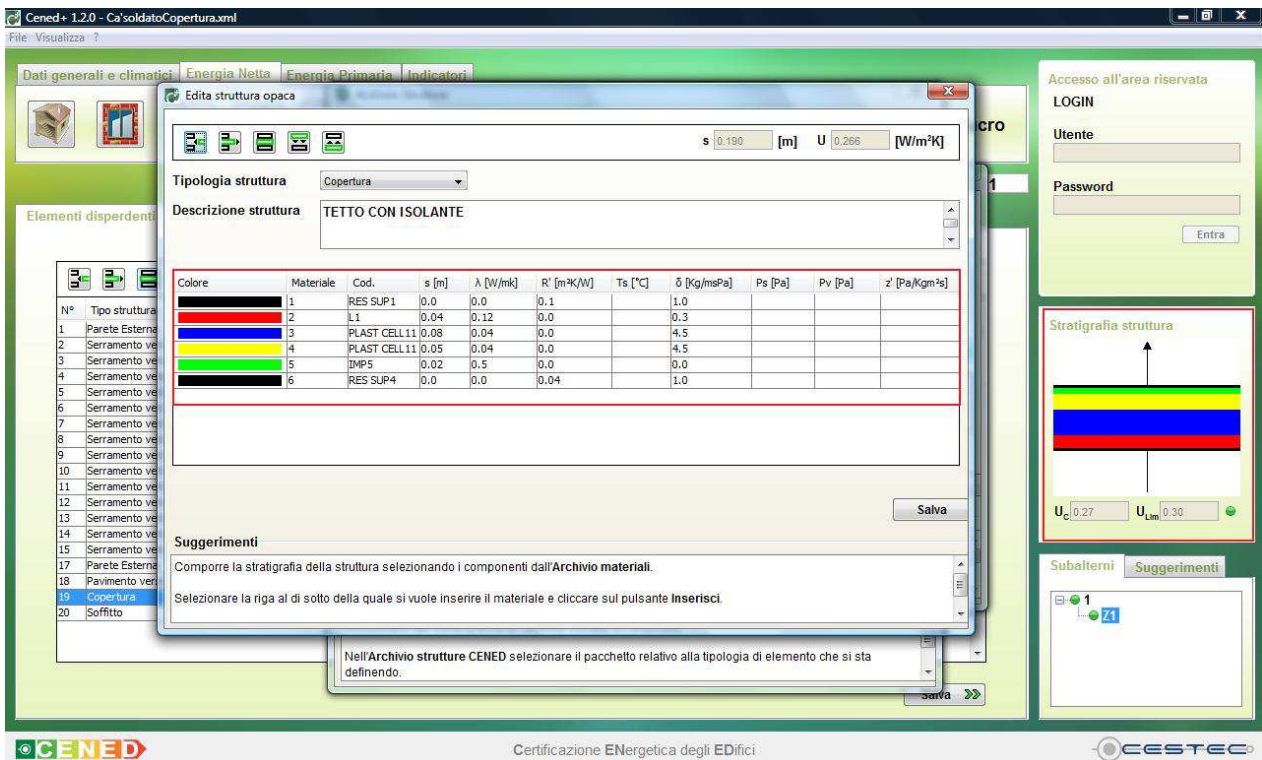 Cened+ 1.2.0 - Ca'soldatoCopertura.xml
File Visualizza ?
Dati generali e climatici Energia Netta Energia Primaria Indicatori
Edita struttura opaca
s 0.190 [m] U 0.266 [W/m²K]
Tipologia struttura Copertura
Descrizione struttura TETTO CON ISOLANTE
Colore Materiale Cod. s [m] λ [W/mk] R' [m²K/W] Ts [°C] δ [Kg/msPa] Ps [Pa] Pv [Pa] z' [Pa/Kgm²s]
1 RES SUP1 0.0 0.0 0.1 1.0
2 L1 0.04 0.12 0.0 0.3
3 PLAST CELL11 0.08 0.04 0.0 4.5
4 PLAST CELL11 0.05 0.04 0.0 4.5
5 IMP5 0.02 0.5 0.0 0.0
6 RES SUP4 0.0 0.0 0.04 1.0
Salva
Suggerimenti
Comporre la stratigrafia della struttura selezionando i componenti dall'Archivio materiali.
Selezionare la riga al di sotto della quale si vuole inserire il materiale e cliccare sul pulsante Inserisci.
Nell'Archivio strutture CENED selezionare il pacchetto relativo alla tipologia di elemento che si sta
definendo.
Salva
cro
1
Elementi disperdenti
N° Tipo struttura
1 Parete Esterna
2 Serramento ve
3 Serramento ve
4 Serramento ve
5 Serramento ve
6 Serramento ve
7 Serramento ve
8 Serramento ve
9 Serramento ve
10 Serramento ve
11 Serramento ve
12 Serramento ve
13 Serramento ve
14 Serramento ve
15 Serramento ve
17 Parete Esterna
18 Pavimento ver
19 Copertura
20 Soffitto
Accesso all'area riservata
LOGIN
Utente
Password
Entra
Stratigrafia struttura
Uc 0.27 ULim 0.30
Subalterni Suggerimenti
1
Z1
CENED
Certificazione ENergetica degli EDifici
CESTEC